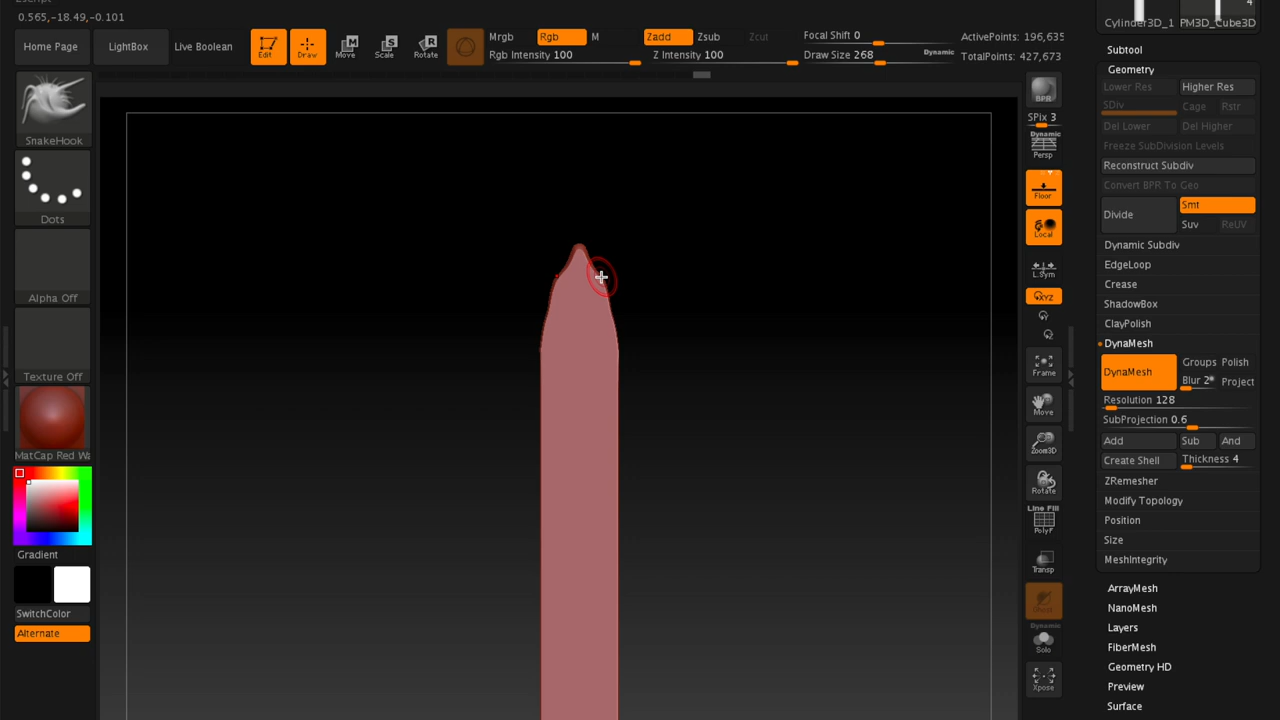 0.565,-18.49,-0.101
Home Page
LightBox
Live Boolean
Edit
Draw
Move
Scale
Rotate
Mrgb
Rgb
M
Rgb Intensity 100
Zadd
Zsub
Zcut
Z Intensity 100
Focal Shift 0
Draw Size 268
Dynamic
ActivePoints: 196,635
TotalPoints: 427,673
SnakeHook
Dots
Alpha Off
Texture Off
MatCap Red Wa
Gradient
SwitchColor
Alternate
BPR
SPix 3
Dynamic
Persp
Floor
Local
L.Sym
XYZ
Frame
Move
Zoom3D
Rotate
Line Fill
PolyF
Transp
Ghost
Dynamic
Solo
Xpose
4
Cylinder3D_1
PM3D_Cube3D
Subtool
Geometry
Lower Res
Higher Res
SDiv
Cage
Rstr
Del Lower
Del Higher
Freeze SubDivision Levels
Reconstruct Subdiv
Convert BPR To Geo
Divide
Smt
Suv
ReUV
Dynamic Subdiv
EdgeLoop
Crease
ShadowBox
ClayPolish
DynaMesh
DynaMesh
Groups
Polish
Blur 2*
Project
Resolution 128
SubProjection 0.6
Add
Sub
And
Create Shell
Thickness 4
ZRemesher
Modify Topology
Position
Size
MeshIntegrity
ArrayMesh
NanoMesh
Layers
FiberMesh
Geometry HD
Preview
Surface